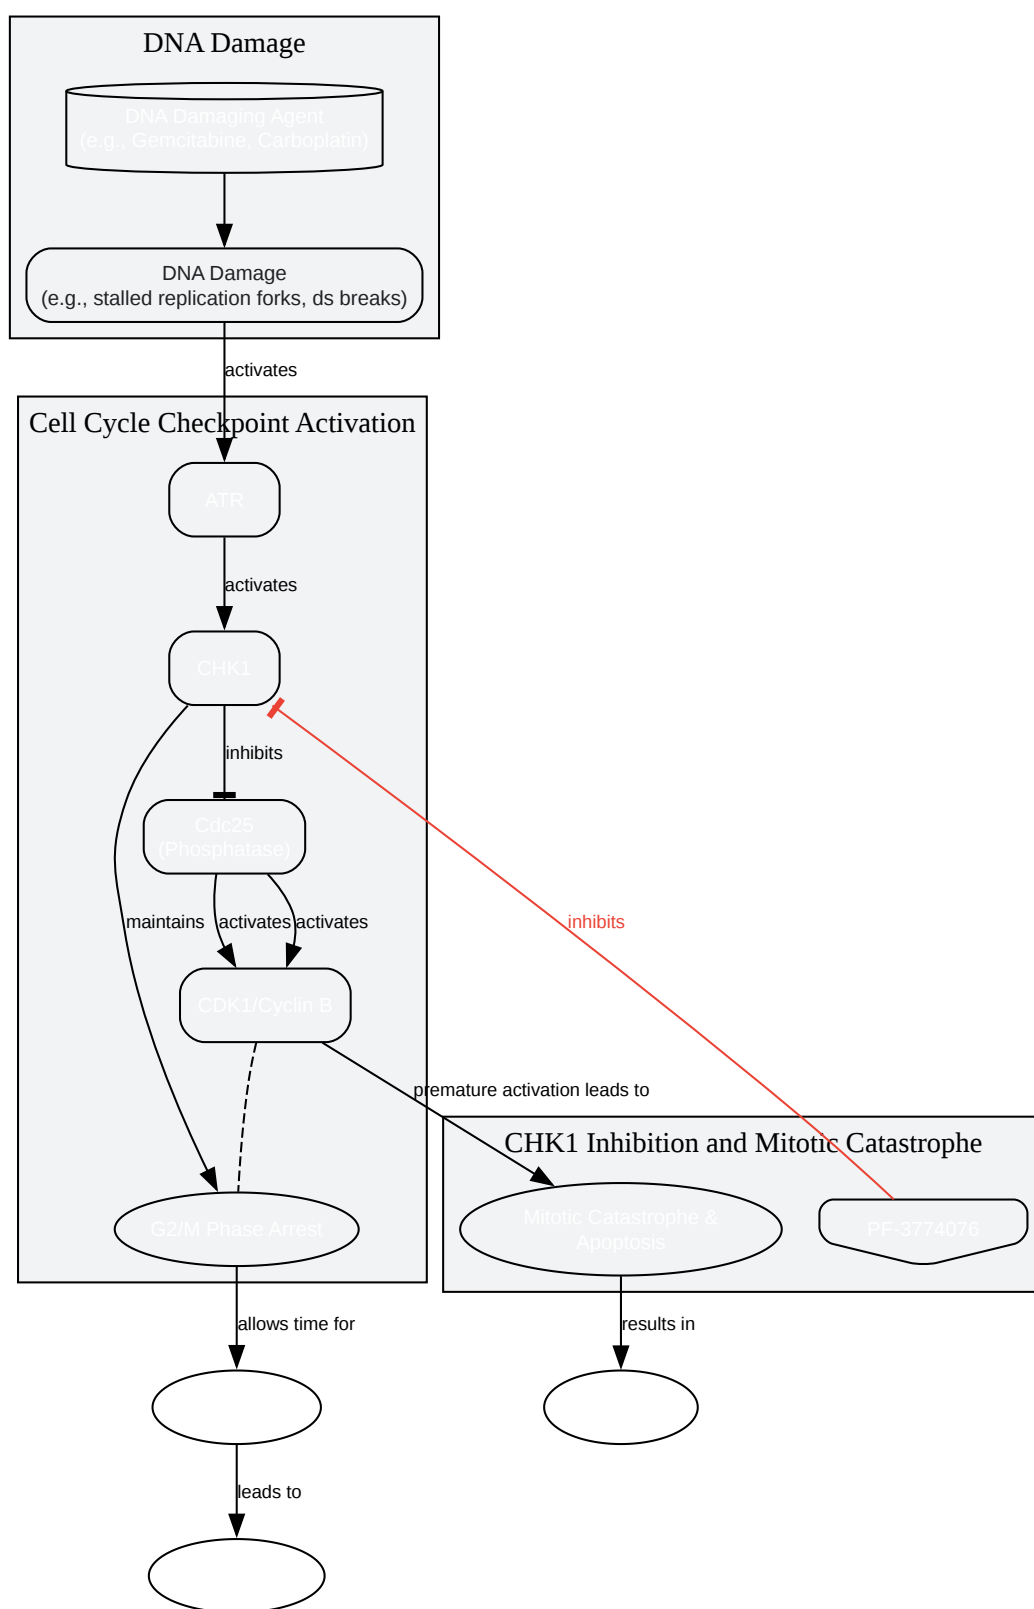 DNA Damage
DNA Damaging Agent
(e.g., Gemcitabine, Carboplatin)
DNA Damage
(e.g., stalled replication forks, ds breaks)
activates
Cell Cycle Checkpoint Activation
ATR
activates
CHK1
inhibits
Cdc25
(Phosphatase)
maintains
activates
activates
inhibits
CDK1/Cyclin B
premature activation leads to
CHK1 Inhibition and Mitotic Catastrophe
G2/M Phase Arrest
Mitotic Catastrophe &
Apoptosis
PF-3774076
allows time for
results in
leads to